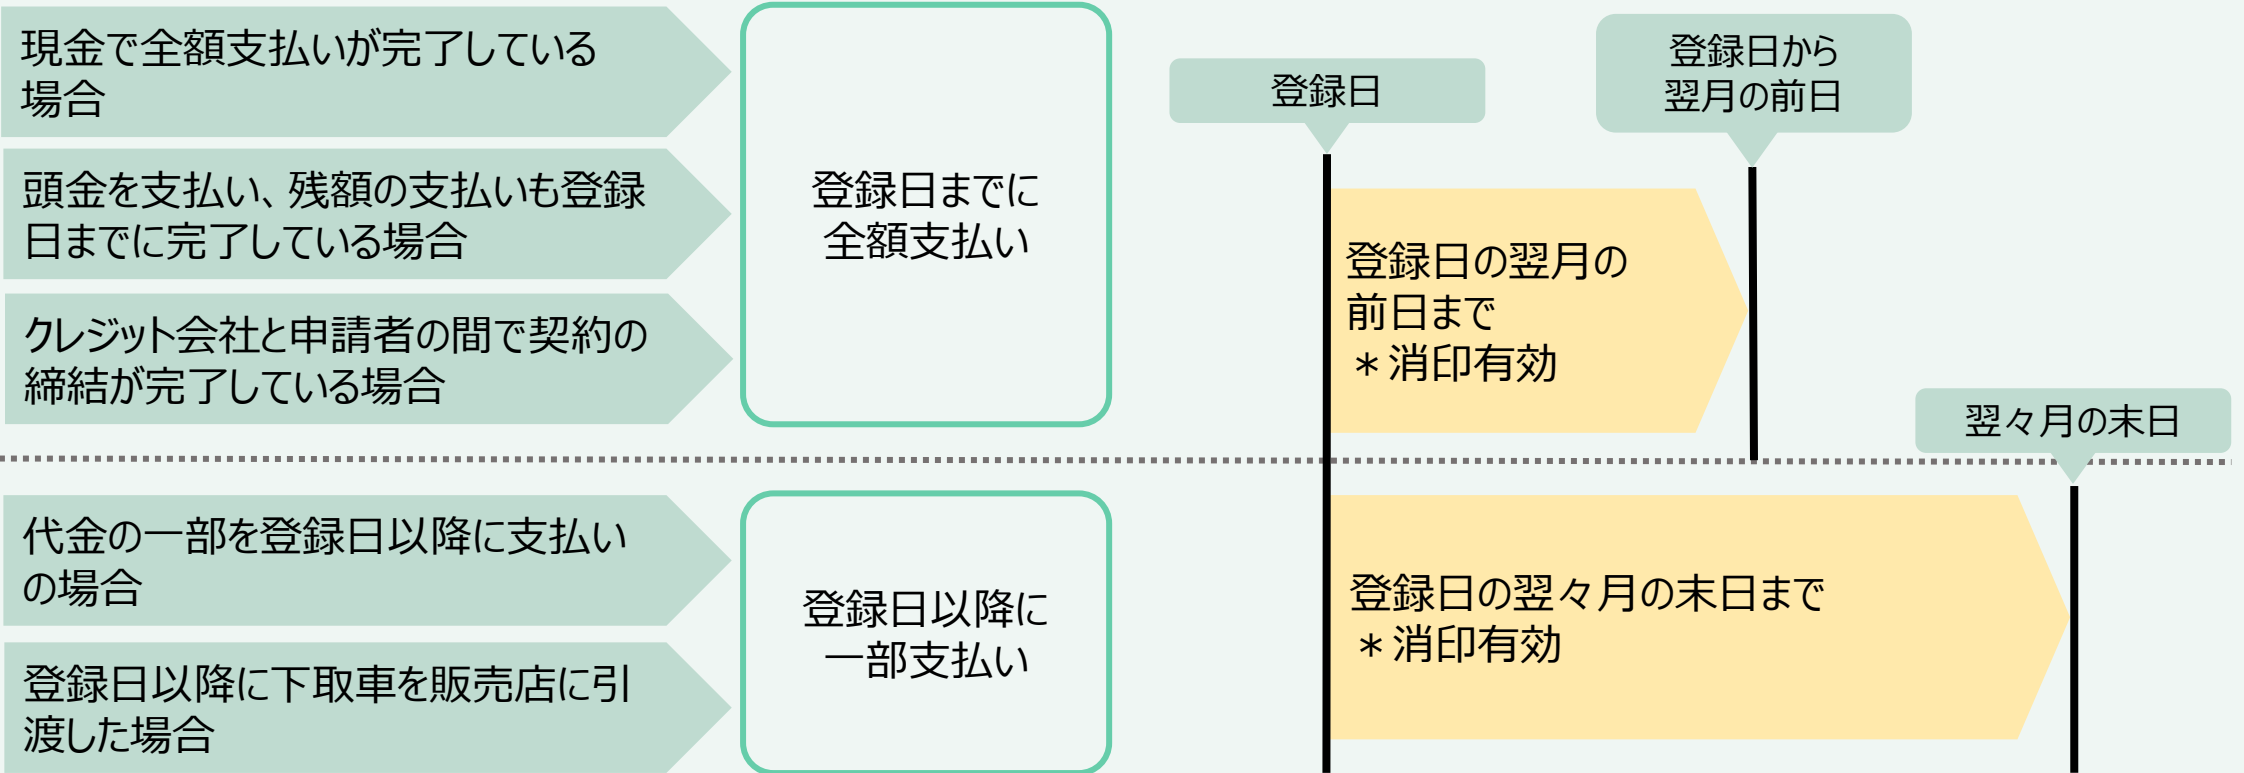 現金で全額支払いが完了している
場合
頭金を支払い、残額の支払いも登録
日までに完了している場合
クレジット会社と申請者の間で契約の
締結が完了している場合
登録日までに
全額支払い
登録日
登録日から
翌月の前日
登録日の翌月の
前日まで
＊消印有効
翌々月の末日
代金の一部を登録日以降に支払い
の場合
登録日以降に下取車を販売店に引
渡した場合
登録日以降に
一部支払い
登録日の翌々月の末日まで
＊消印有効